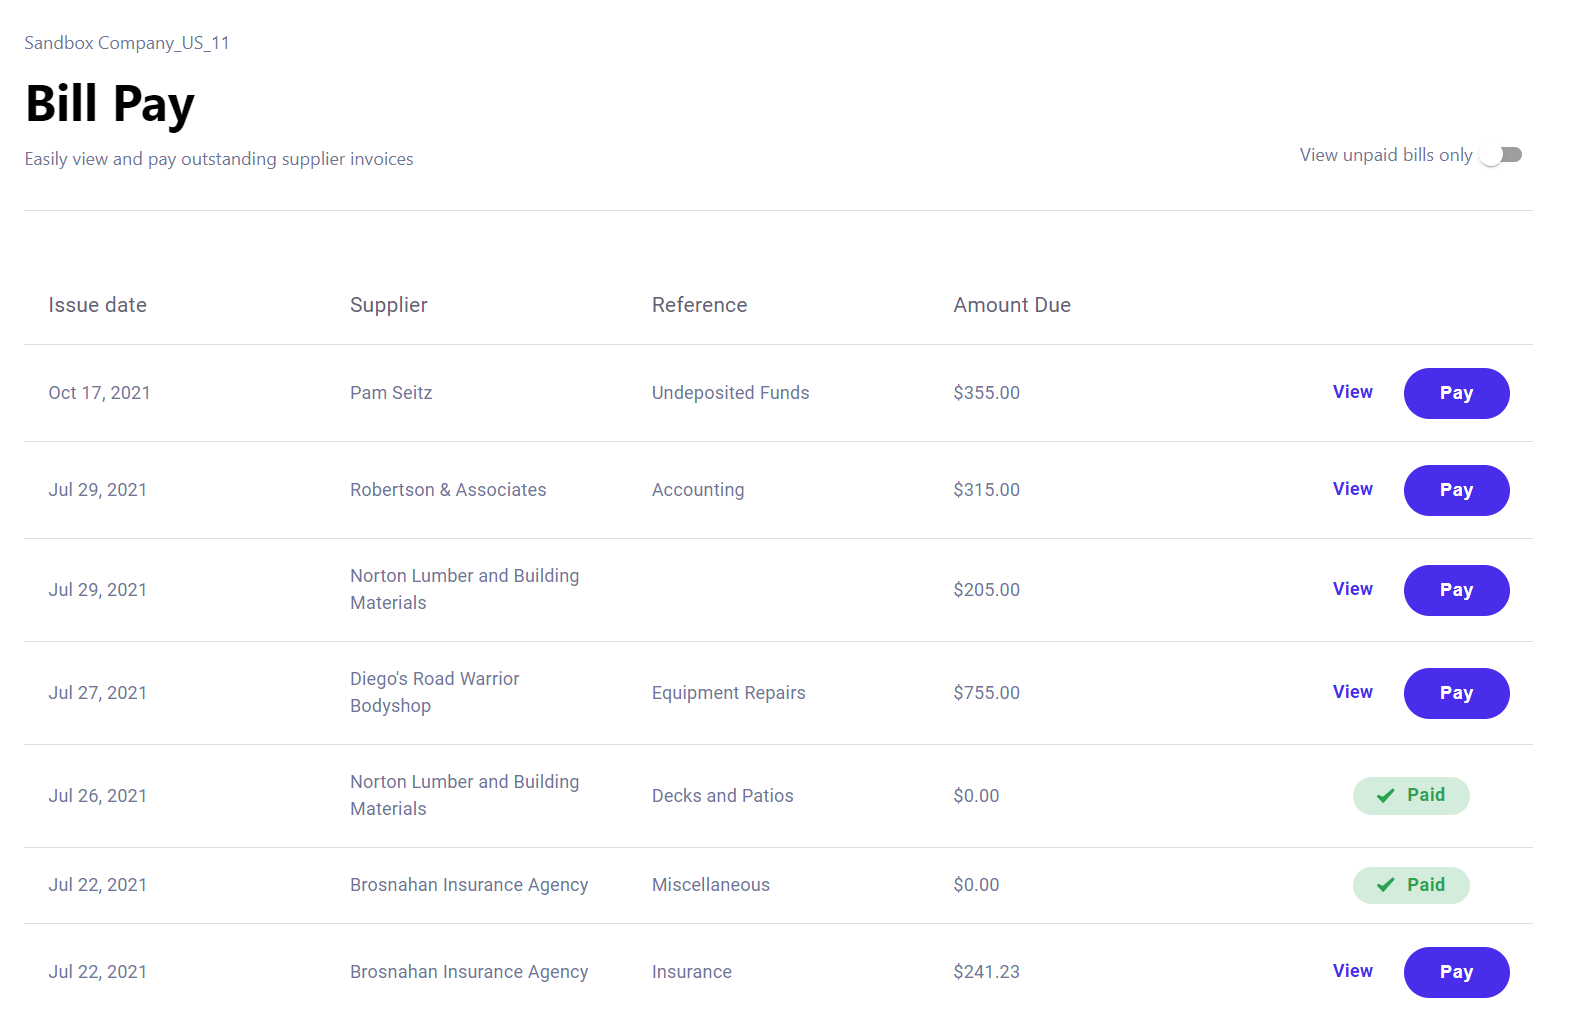 Sandbox Company_US_11
Bill Pay
Easily view and pay outstanding supplier invoices
View unpaid bills only
Issue date Supplier Reference Amount Due
Oct 17, 2021 Pam Seitz Undeposited Funds $355.00 View Pay
Jul 29, 2021 Robertson & Associates Accounting $315.00 View Pay
Norton Lumber and Building
Jul 29, 2021 $205.00 View Pay
Materials
Diego's Road Warrior
Jul 27, 2021 Equipment Repairs $755.00 View Pay
Bodyshop
Norton Lumber and Building
Jul 26, 2021 Decks and Patios $0.00 Paid
Materials
Jul 22, 2021 Brosnahan Insurance Agency Miscellaneous $0.00 Paid
Jul 22, 2021 Brosnahan Insurance Agency Insurance $241.23 View Pay